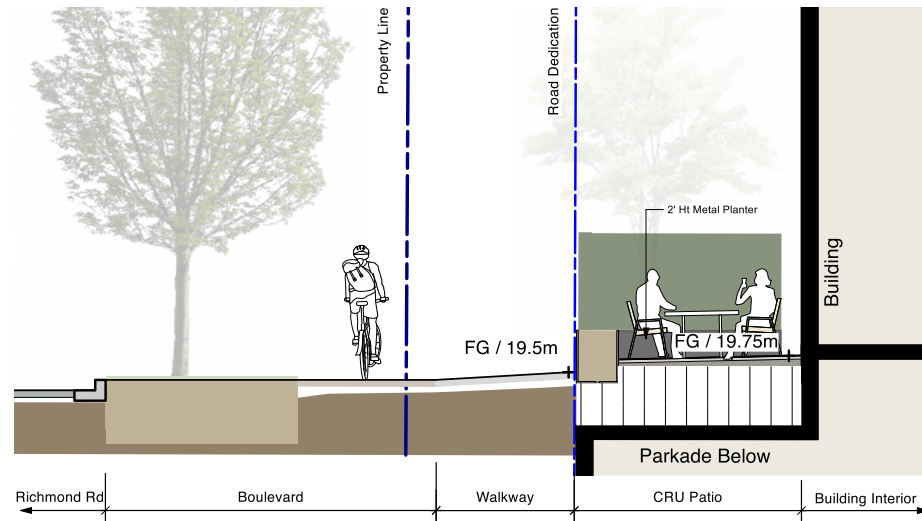 Property Line
Road Dedication
2' Ht Metal Planter
Building
FG / 19.5m
FG / 19.75m
Parkade Below
Richmond Rd
Boulevard
Walkway
CRU Patio
Building Interior